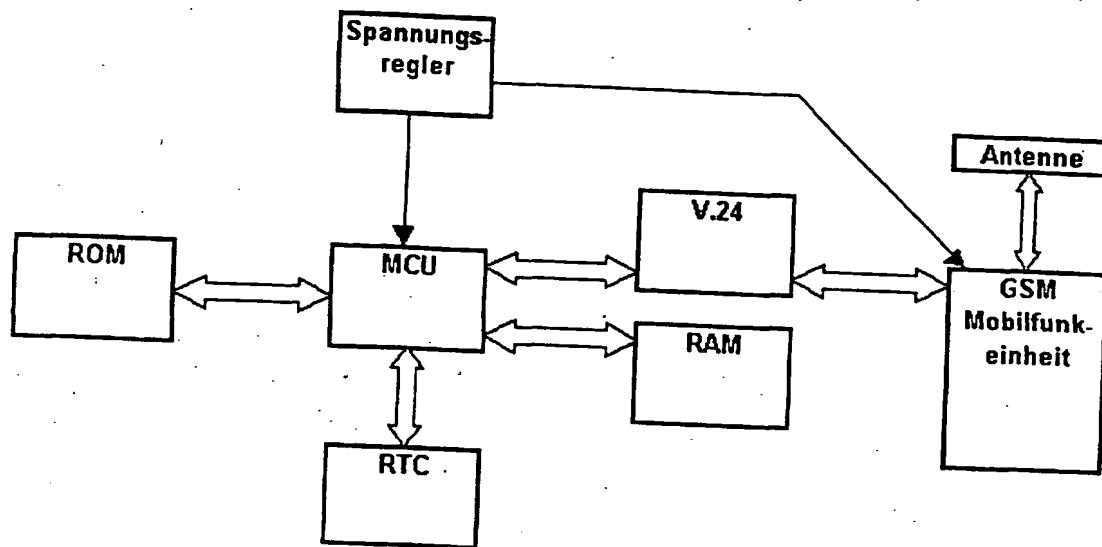 Spannungs-
regler
Antenne
V.24
ROM
MCU
GSM
Mobilfunk-
einheit
RAM
RTC